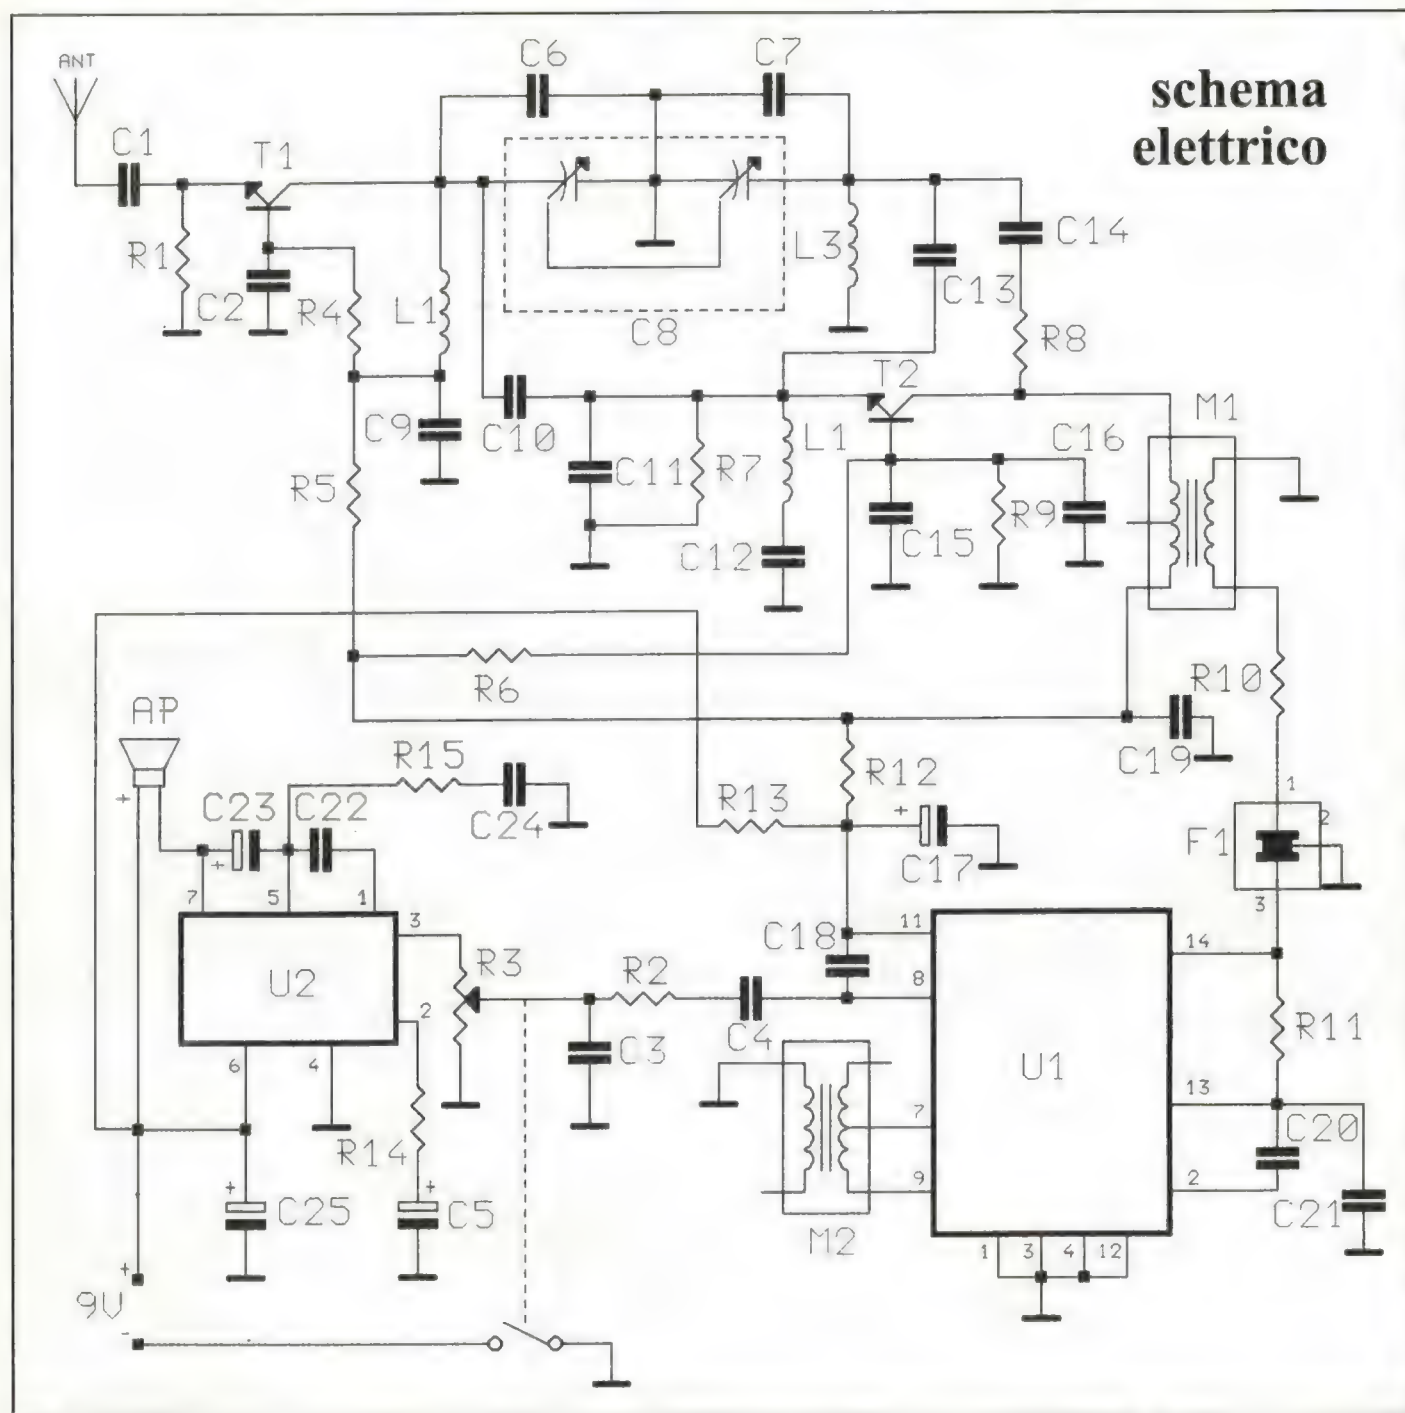 schema
elettrico
ANT
C6
C7
C1
T1
R1
C2
R4
L1
C8
L3
C13
C14
R8
C9
C10
T2
M1
R5
C11
R7
L1
C16
C12
C15
R9
R6
R10
AP
+
R15
C23
C22
C24
R13
R12
C19
1
2
F1
3
+
C17
+
7
5
1
3
U2
2
6
4
R3
R2
C18
11
8
14
C3
C4
U1
R11
7
13
9
2
C20
C21
M2
R14
+
C25
+
C5
1
3
4
12
+
9V
-